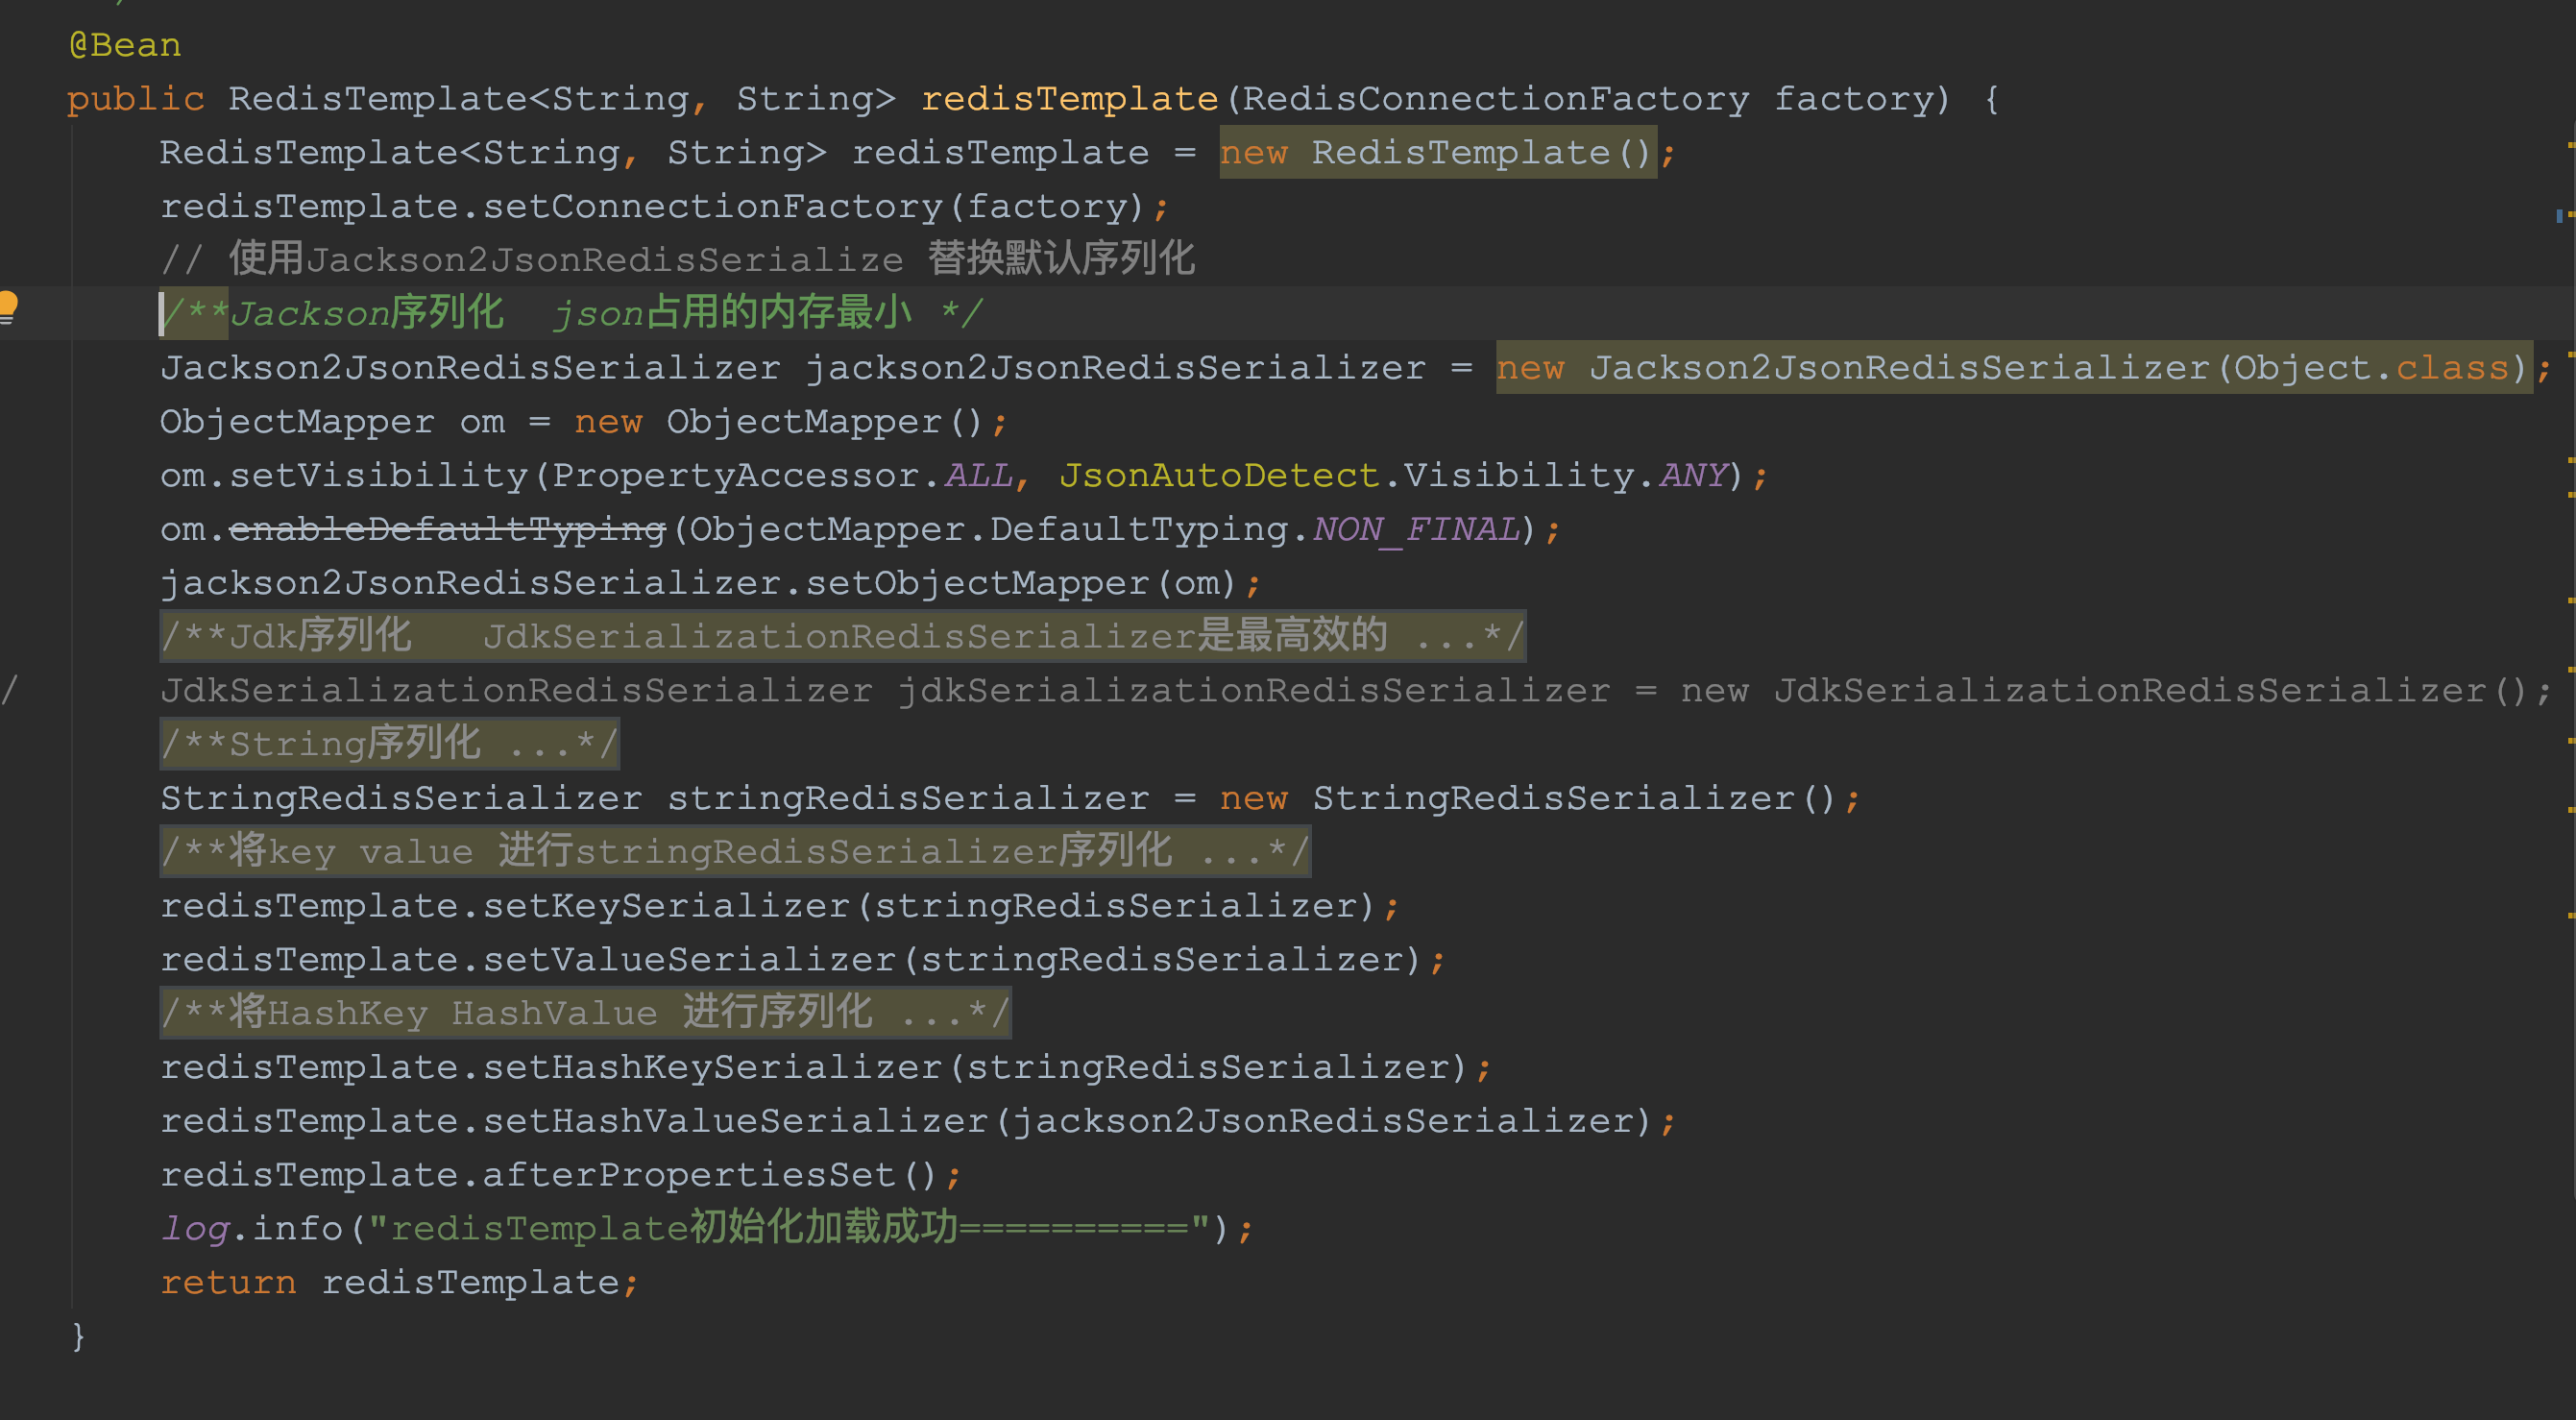 @Bean
public RedisTemplate<String, String> redisTemplate(RedisConnectionFactory factory) {
RedisTemplate<String, String> redisTemplate = new RedisTemplate();
redisTemplate.setConnectionFactory(factory);
// 使用Jackson2JsonRedisSerialize 替换默认序列化
/**Jackson序列化  json占用的内存最小 */
Jackson2JsonRedisSerializer jackson2JsonRedisSerializer = new Jackson2JsonRedisSerializer(Object.class);
ObjectMapper om = new ObjectMapper();
om.setVisibility(PropertyAccessor.ALL, JsonAutoDetect.Visibility.ANY);
om.enableDefaultTyping(ObjectMapper.DefaultTyping.NON_FINAL);
jackson2JsonRedisSerializer.setObjectMapper(om);
/**Jdk序列化   JdkSerializationRedisSerializer是最高效的 ...*/
/ JdkSerializationRedisSerializer jdkSerializationRedisSerializer = new JdkSerializationRedisSerializer();
/**String序列化 ...*/
StringRedisSerializer stringRedisSerializer = new StringRedisSerializer();
/**将key value 进行stringRedisSerializer序列化 ...*/
redisTemplate.setKeySerializer(stringRedisSerializer);
redisTemplate.setValueSerializer(stringRedisSerializer);
/**将HashKey HashValue 进行序列化 ...*/
redisTemplate.setHashKeySerializer(stringRedisSerializer);
redisTemplate.setHashValueSerializer(jackson2JsonRedisSerializer);
redisTemplate.afterPropertiesSet();
log.info("redisTemplate初始化加载成功==========");
return redisTemplate;
}